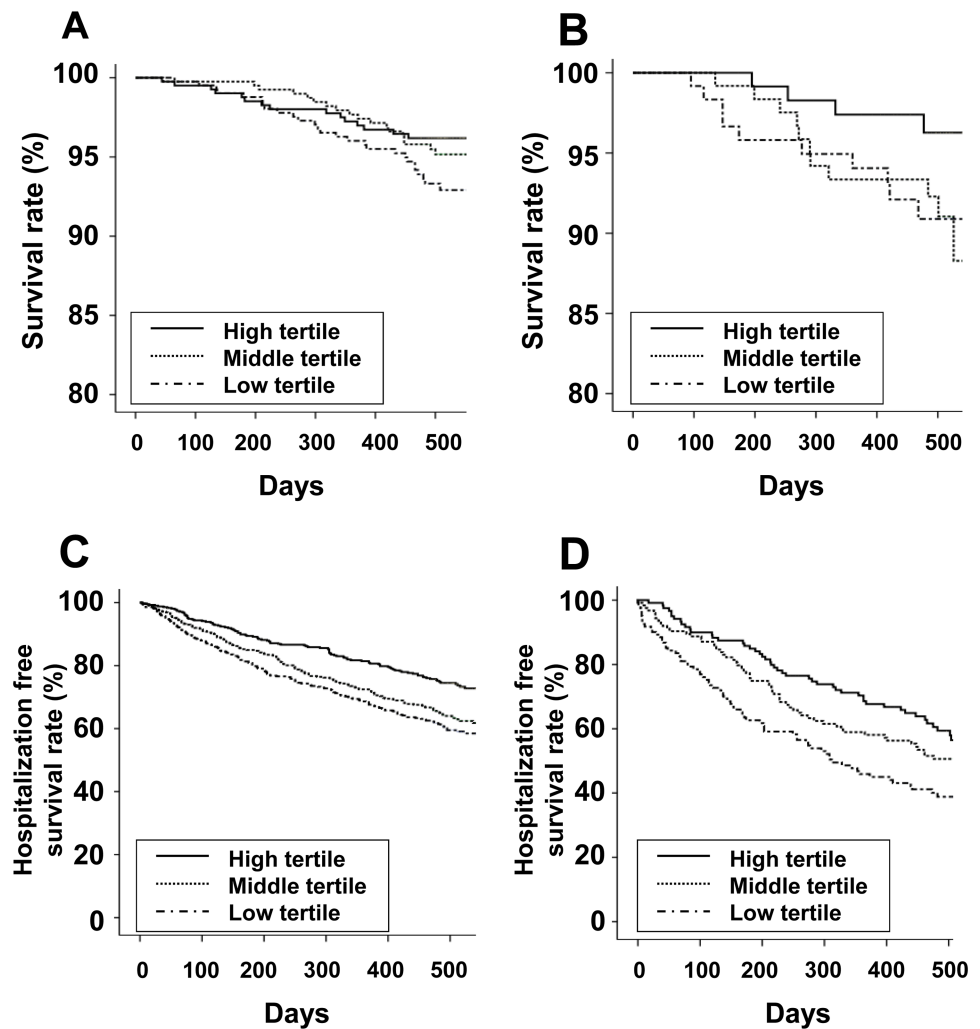 A
Survival rate (%)
100
95
90
85
80
High tertile
Middle tertile
Low tertile
0 100 200 300 400 500
Days
B
Survival rate (%)
100
95
90
85
80
High tertile
Middle tertile
Low tertile
0 100 200 300 400 500
Days
C
Hospitalization free
survival rate (%)
100
80
60
40
20
0
High tertile
Middle tertile
Low tertile
0 100 200 300 400 500
Days
D
Hospitalization free
survival rate (%)
100
80
60
40
20
0
High tertile
Middle tertile
Low tertile
0 100 200 300 400 500
Days